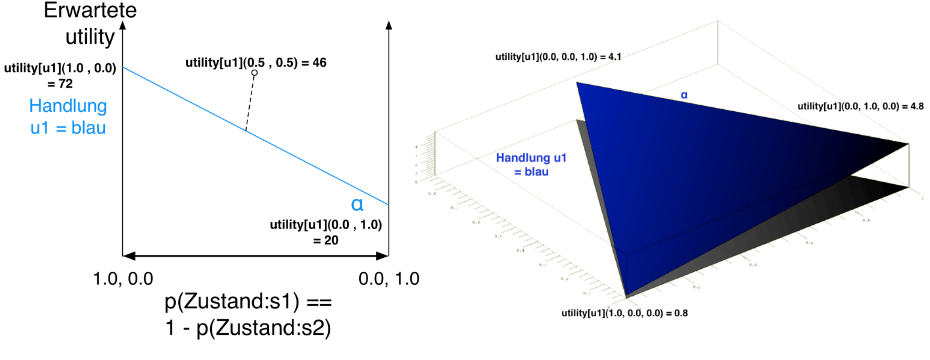 Erwartete
utility
utility[u1](1.0 , 0.0)
= 72
Handlung
u1 = blau
utility[u1](0.5 , 0.5) = 46
α
utility[u1](0.0 , 1.0)
= 20
1.0, 0.0
0.0, 1.0
p(Zustand:s1) ==
1 - p(Zustand:s2)
utility[u1](0.0, 0.0, 1.0) = 4.1
α
utility[u1](0.0, 1.0, 0.0) = 4.8
Handlung u1
= blau
utility[u1](1.0, 0.0, 0.0) = 0.8